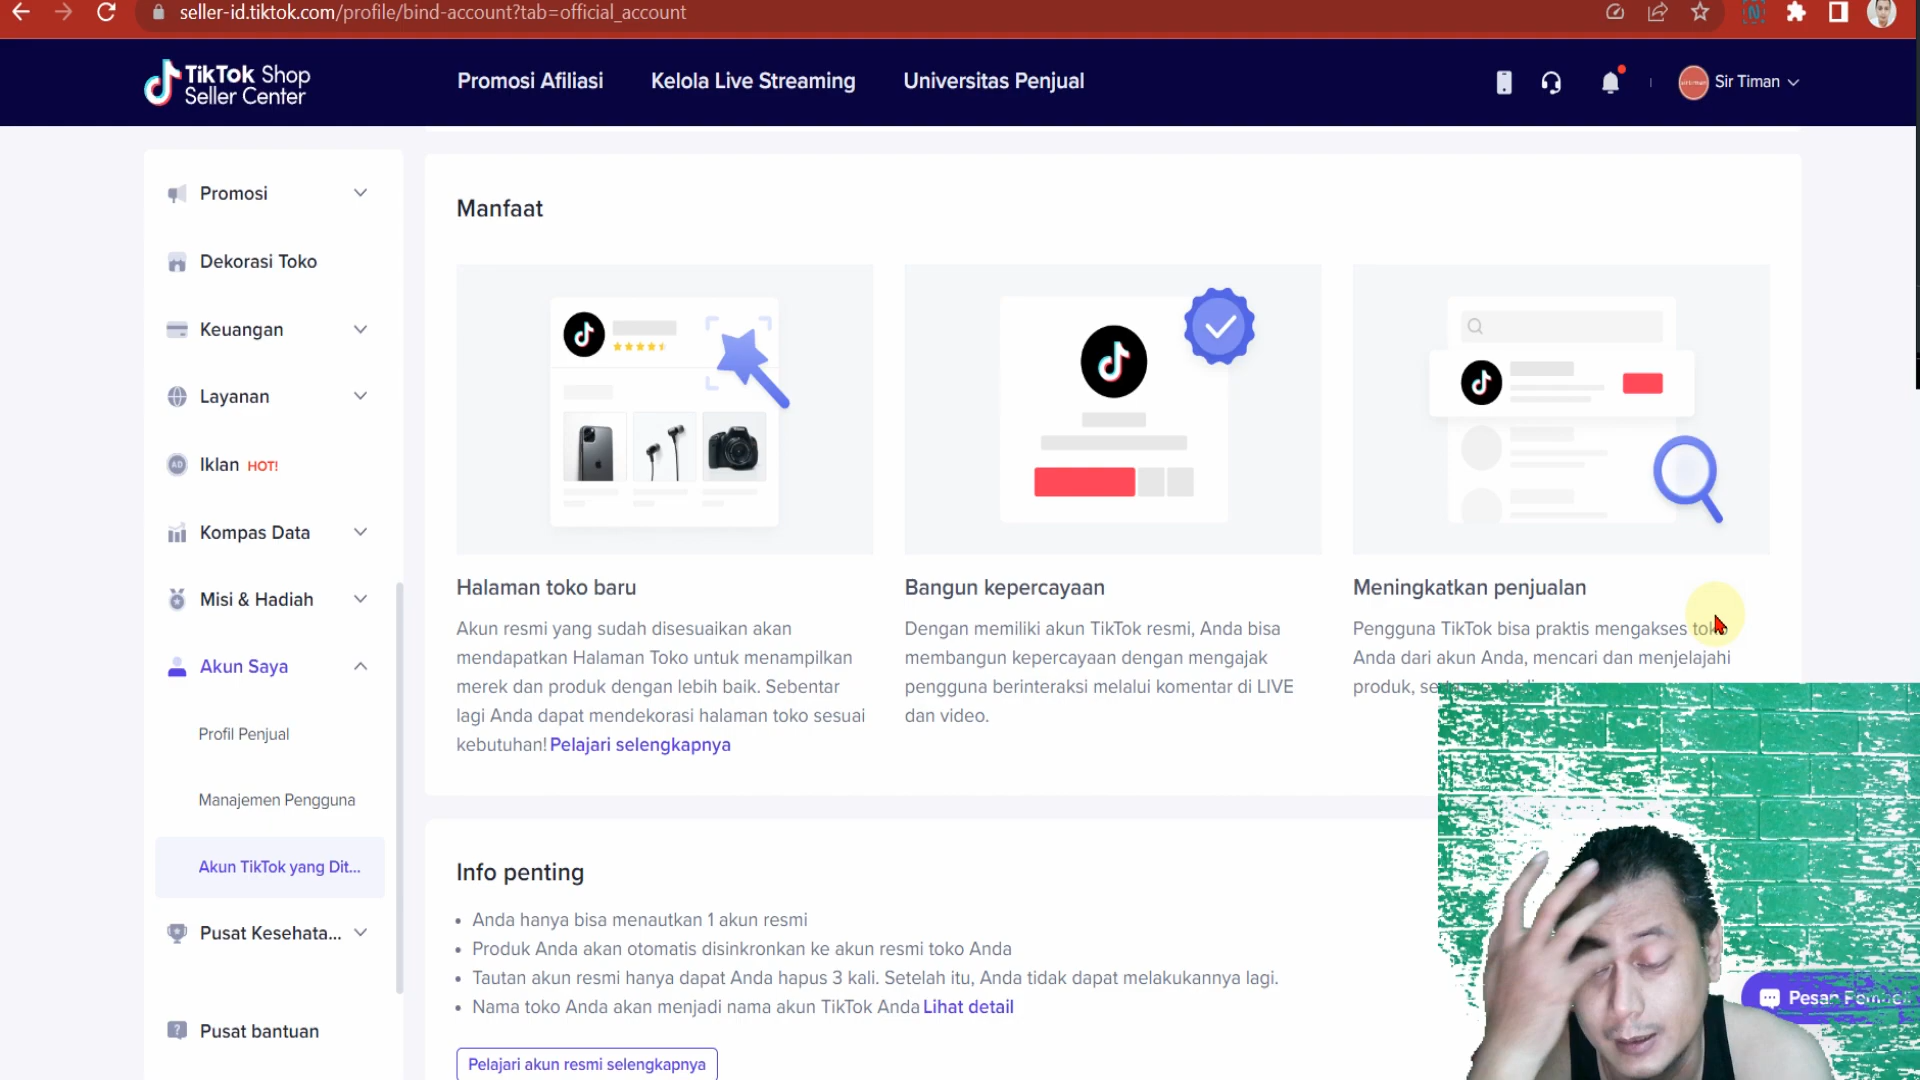 seller-id.tiktok.com/profile/bind-account?tab=official_account
TikTok Shop
Seller Center
Promosi Afiliasi
Kelola Live Streaming
Universitas Penjual
Sir Timan
Promosi
Dekorasi Toko
Keuangan
Layanan
AD
Iklan HOT!
Kompas Data
Misi & Hadiah
Akun Saya
Profil Penjual
Manajemen Pengguna
Akun TikTok yang Dit...
Pusat Kesehata...
Pusat bantuan
Manfaat
Halaman toko baru
Akun resmi yang sudah disesuaikan akan
mendapatkan Halaman Toko untuk menampilkan
merek dan produk dengan lebih baik. Sebentar
lagi Anda dapat mendekorasi halaman toko sesuai
kebutuhan! Pelajari selengkapnya
Bangun kepercayaan
Dengan memiliki akun TikTok resmi, Anda bisa
membangun kepercayaan dengan mengajak
pengguna berinteraksi melalui komentar di LIVE
dan video.
Meningkatkan penjualan
Pengguna TikTok bisa praktis mengakses toko
Anda dari akun Anda, mencari dan menjelajahi
produk,
Info penting
• Anda hanya bisa menautkan 1 akun resmi
• Produk Anda akan otomatis disinkronkan ke akun resmi toko Anda
• Tautan akun resmi hanya dapat Anda hapus 3 kali. Setelah itu, Anda tidak dapat melakukannya lagi.
• Nama toko Anda akan menjadi nama akun TikTok Anda Lihat detail
Pelajari akun resmi selengkapnya
Pesan